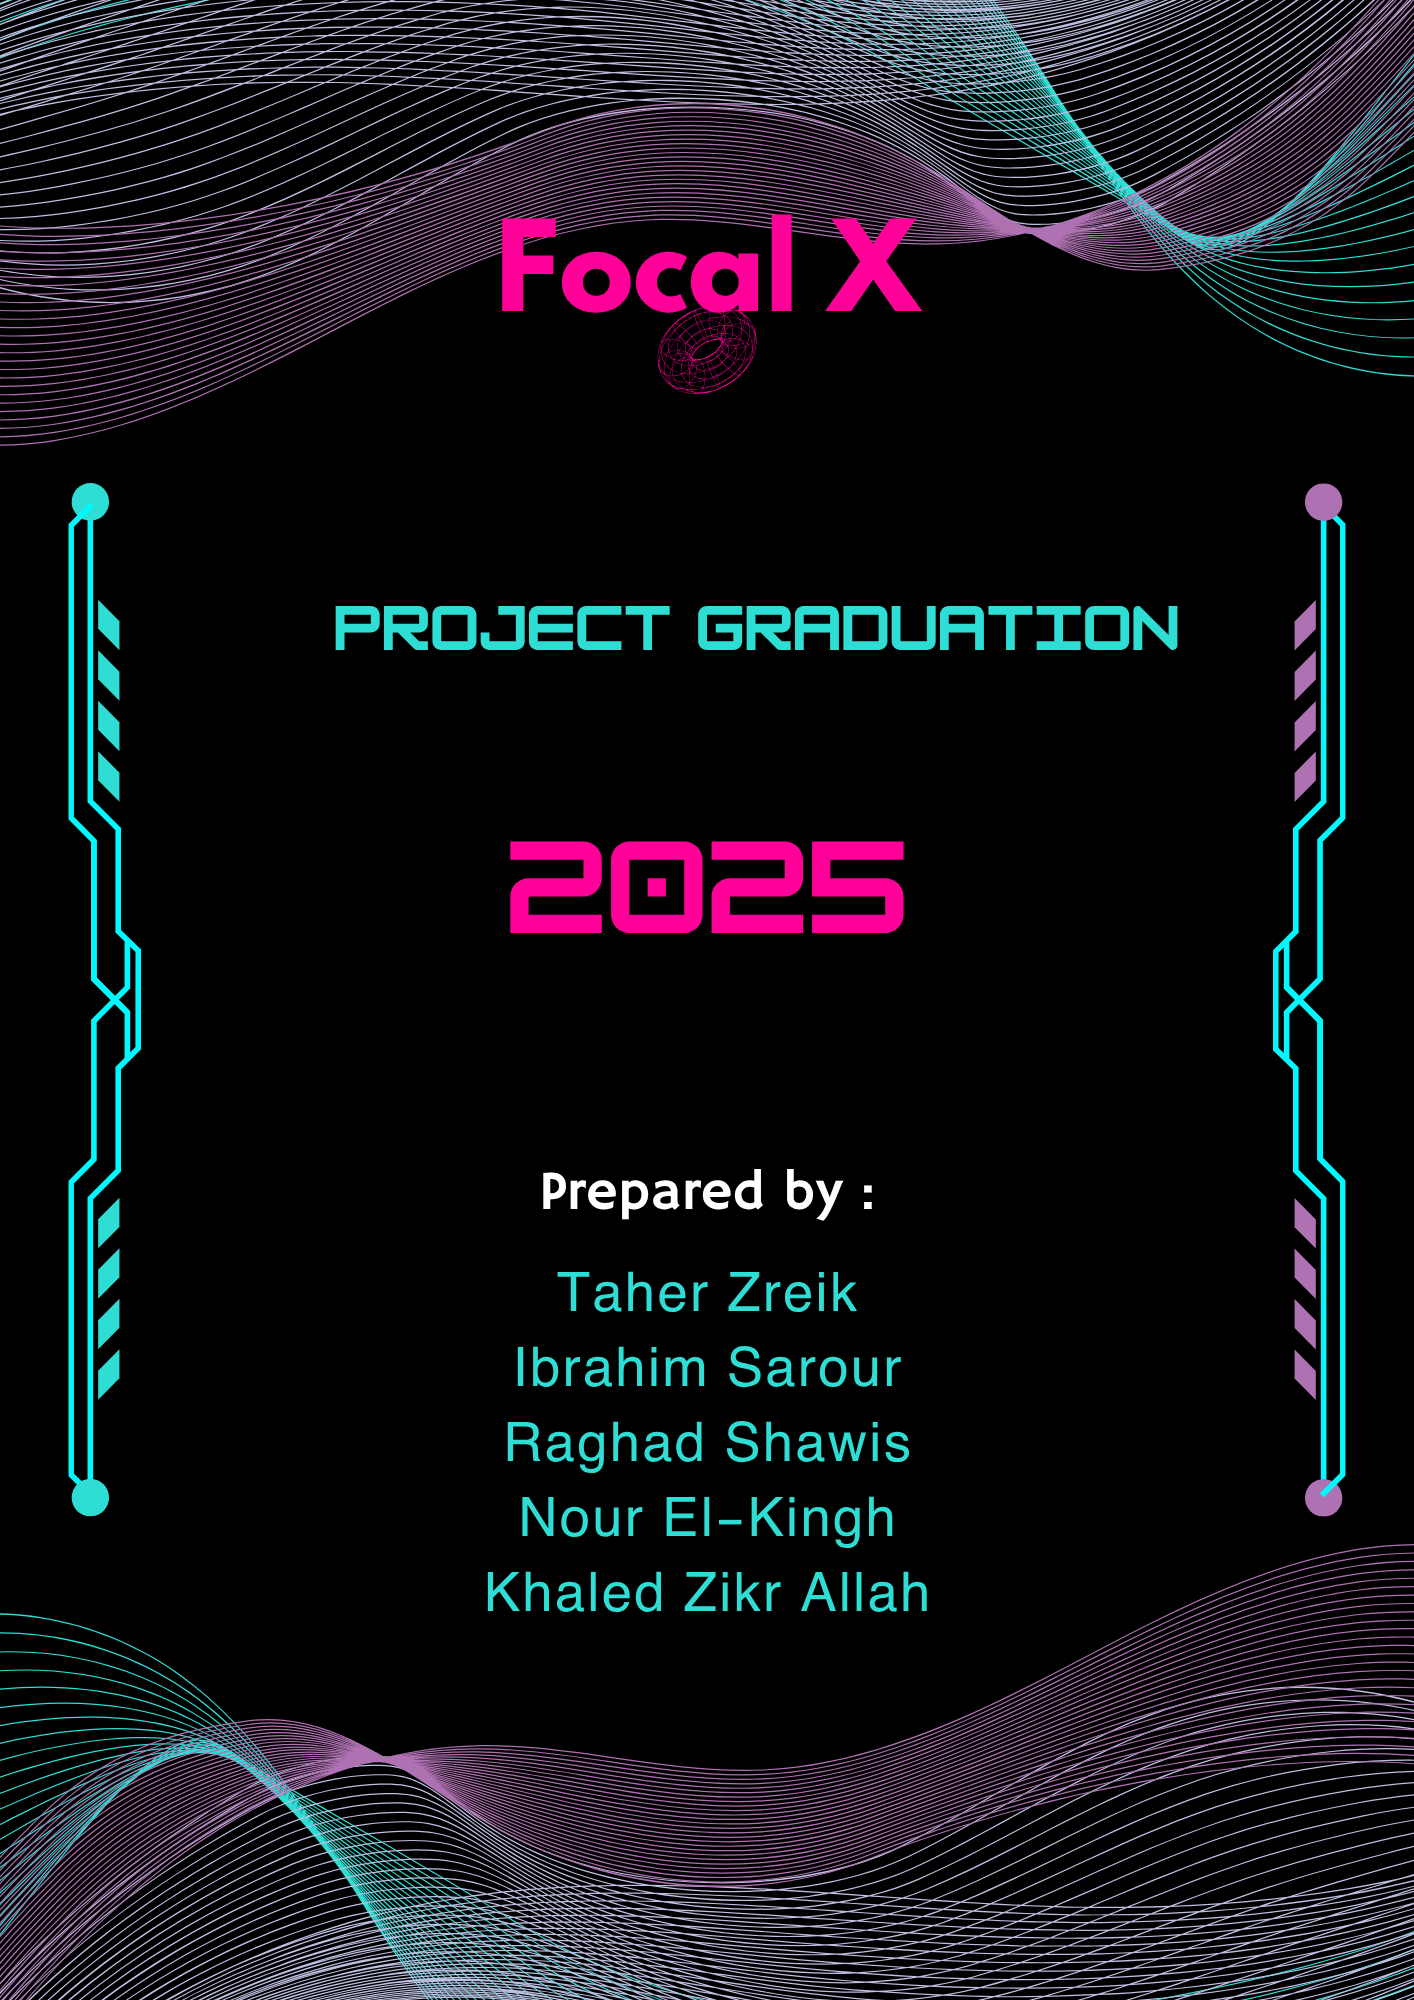 Focal X
PROJECT GRADUATION
2025
Prepared by :
Taher Zreik
Ibrahim Sarour
Raghad Shawis
Nour El-Kingh
Khaled Zikr Allah